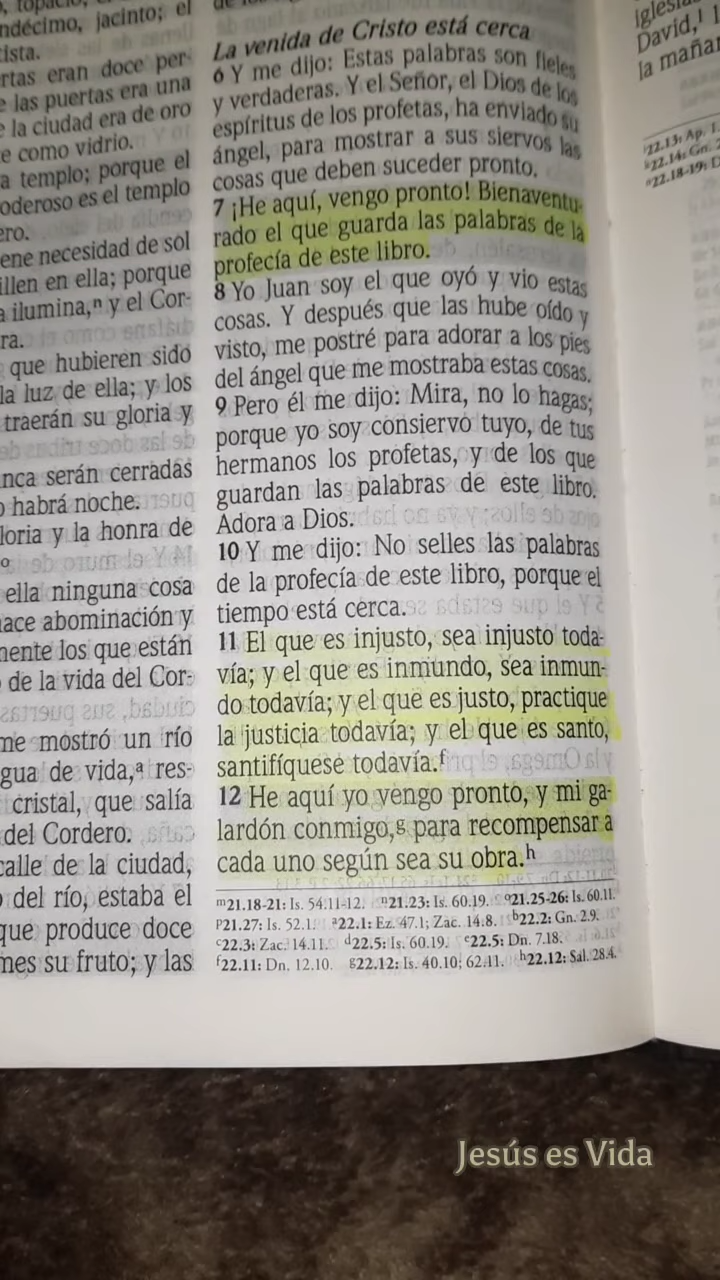 ndécimo, jacinto; el
tista.
rtas eran doce per-
e las puertas era una
e la ciudad era de oro
e como vidrio.
a templo; porque el
oderoso es el templo
ero.
ene necesidad de sol
illen en ella; porque
a ilumina,ⁿ y el Cor-
ra.
que hubieren sido
la luz de ella; y los
traerán su gloria y
nca serán cerradas
o habrá noche.
loria y la honra de
o
ella ninguna cosa
hace abominación y
mente los que están
o de la vida del Cor-
me mostró un río
gua de vida,ᵃ res-
cristal, que salía
del Cordero.
calle de la ciudad,
o del río, estaba el
que produce doce
mes su fruto; y las
La venida de Cristo está cerca
6 Y me dijo: Estas palabras son fieles
y verdaderas. Y el Señor, el Dios de los
espíritus de los profetas, ha enviado su
ángel, para mostrar a sus siervos las
cosas que deben suceder pronto.
7 ¡He aquí, vengo pronto! Bienaventu-
rado el que guarda las palabras de la
profecía de este libro.
8 Yo Juan soy el que oyó y vio estas
cosas. Y después que las hube oído y
visto, me postré para adorar a los pies
del ángel que me mostraba estas cosas.
9 Pero él me dijo: Mira, no lo hagas;
porque yo soy consiervo tuyo, de tus
hermanos los profetas, y de los que
guardan las palabras de este libro.
Adora a Dios.
10 Y me dijo: No selles las palabras
de la profecía de este libro, porque el
tiempo está cerca.
11 El que es injusto, sea injusto toda-
vía; y el que es inmundo, sea inmun-
do todavía; y el que es justo, practique
la justicia todavía; y el que es santo,
santifíquese todavía.ᶠ
12 He aquí yo vengo pronto, y mi ga-
lardón conmigo,ᵍ para recompensar a
cada uno según sea su obra.ʰ
ᵐ21.18-21: Is. 54.11-12. ⁿ21.23: Is. 60.19. ᵒ21.25-26: Is. 60.11.
ᵖ21.27: Is. 52.1. ᵃ22.1: Ez. 47.1; Zac. 14.8. ᵇ22.2: Gn. 2.9.
ᶜ22.3: Zac. 14.11. ᵈ22.5: Is. 60.19. ᵉ22.5: Dn. 7.18.
ᶠ22.11: Dn. 12.10. ᵍ22.12: Is. 40.10; 62.11. ʰ22.12: Sal. 28.4.
iglesia
David,ˡ
la mañan
22.13: Ap. 1.
22.14: Gn.
22.18-19: D
Jesús es Vida